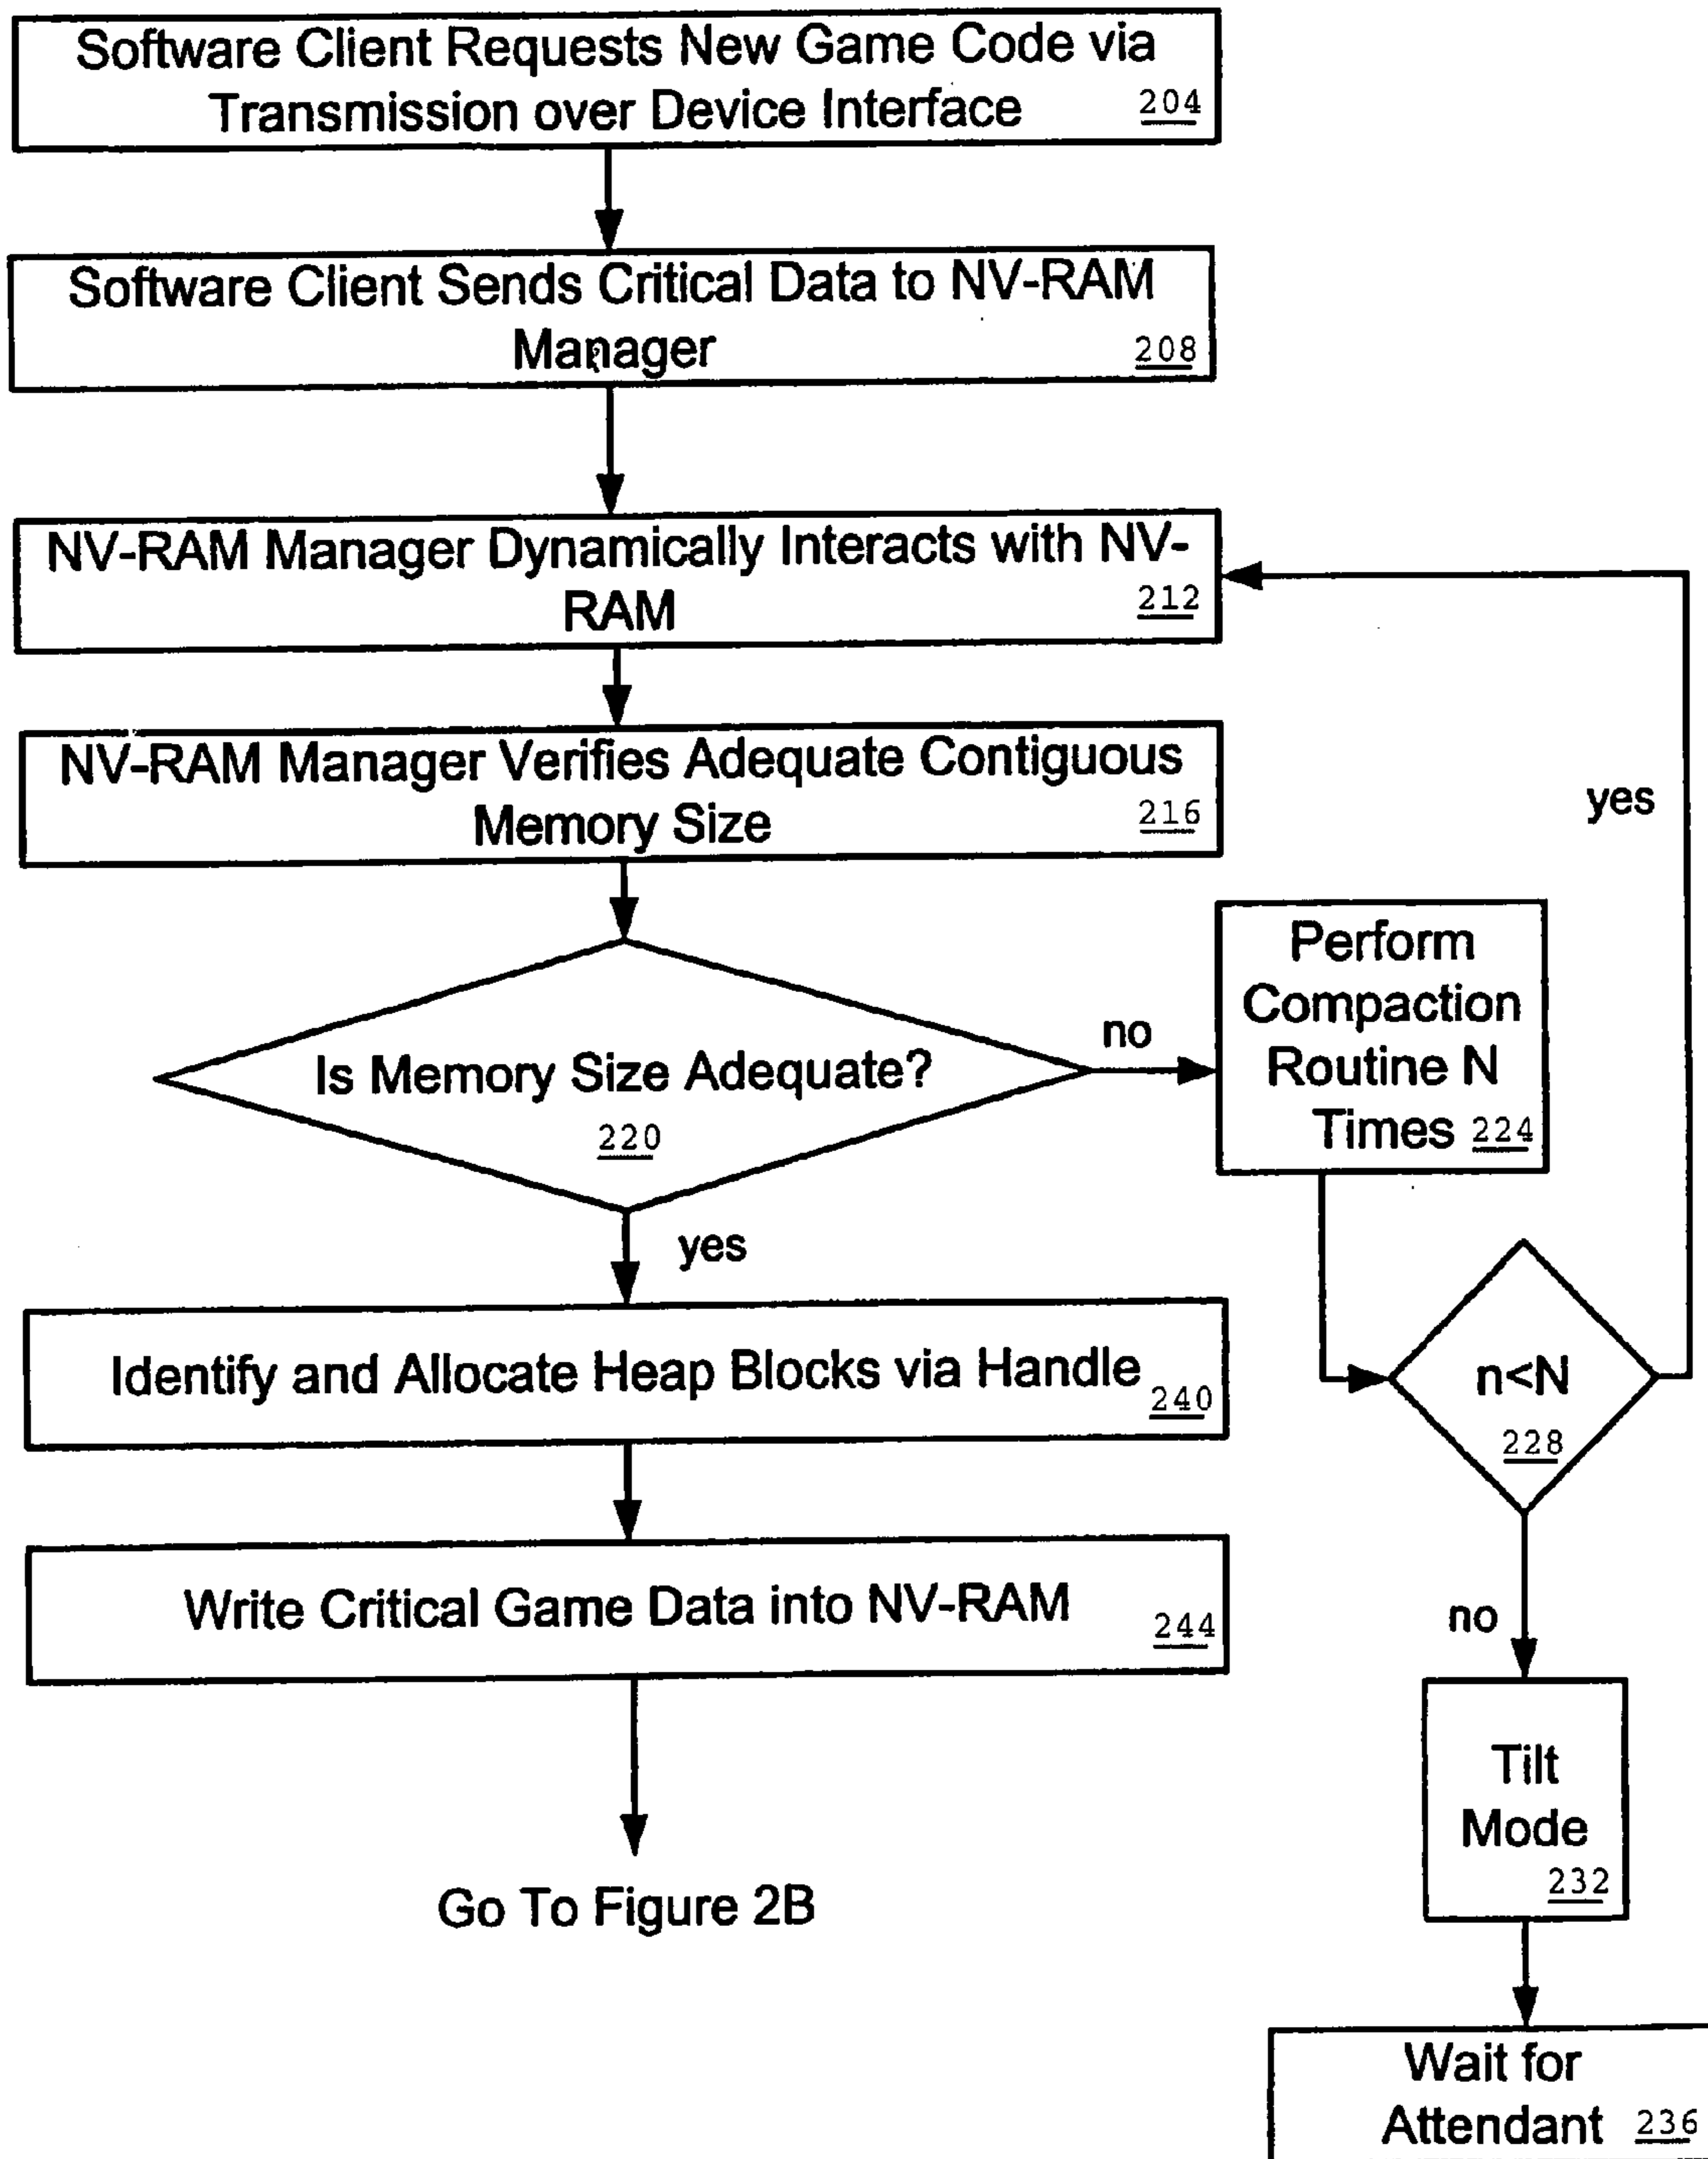 Software Client Requests New Game Code via
Transmission over Device Interface 204
Software Client Sends Critical Data to NV-RAM
Manager 208
NV-RAM Manager Dynamically Interacts with NV-
RAM 212
NV-RAM Manager Verifies Adequate Contiguous
Memory Size 216
yes
Is Memory Size Adequate?
220
no
Perform
Compaction
Routine N
Times 224
yes
n<N
228
Identify and Allocate Heap Blocks via Handle 240
Write Critical Game Data into NV-RAM 244
no
Tilt
Mode
232
Go To Figure 2B
Wait for
Attendant 236